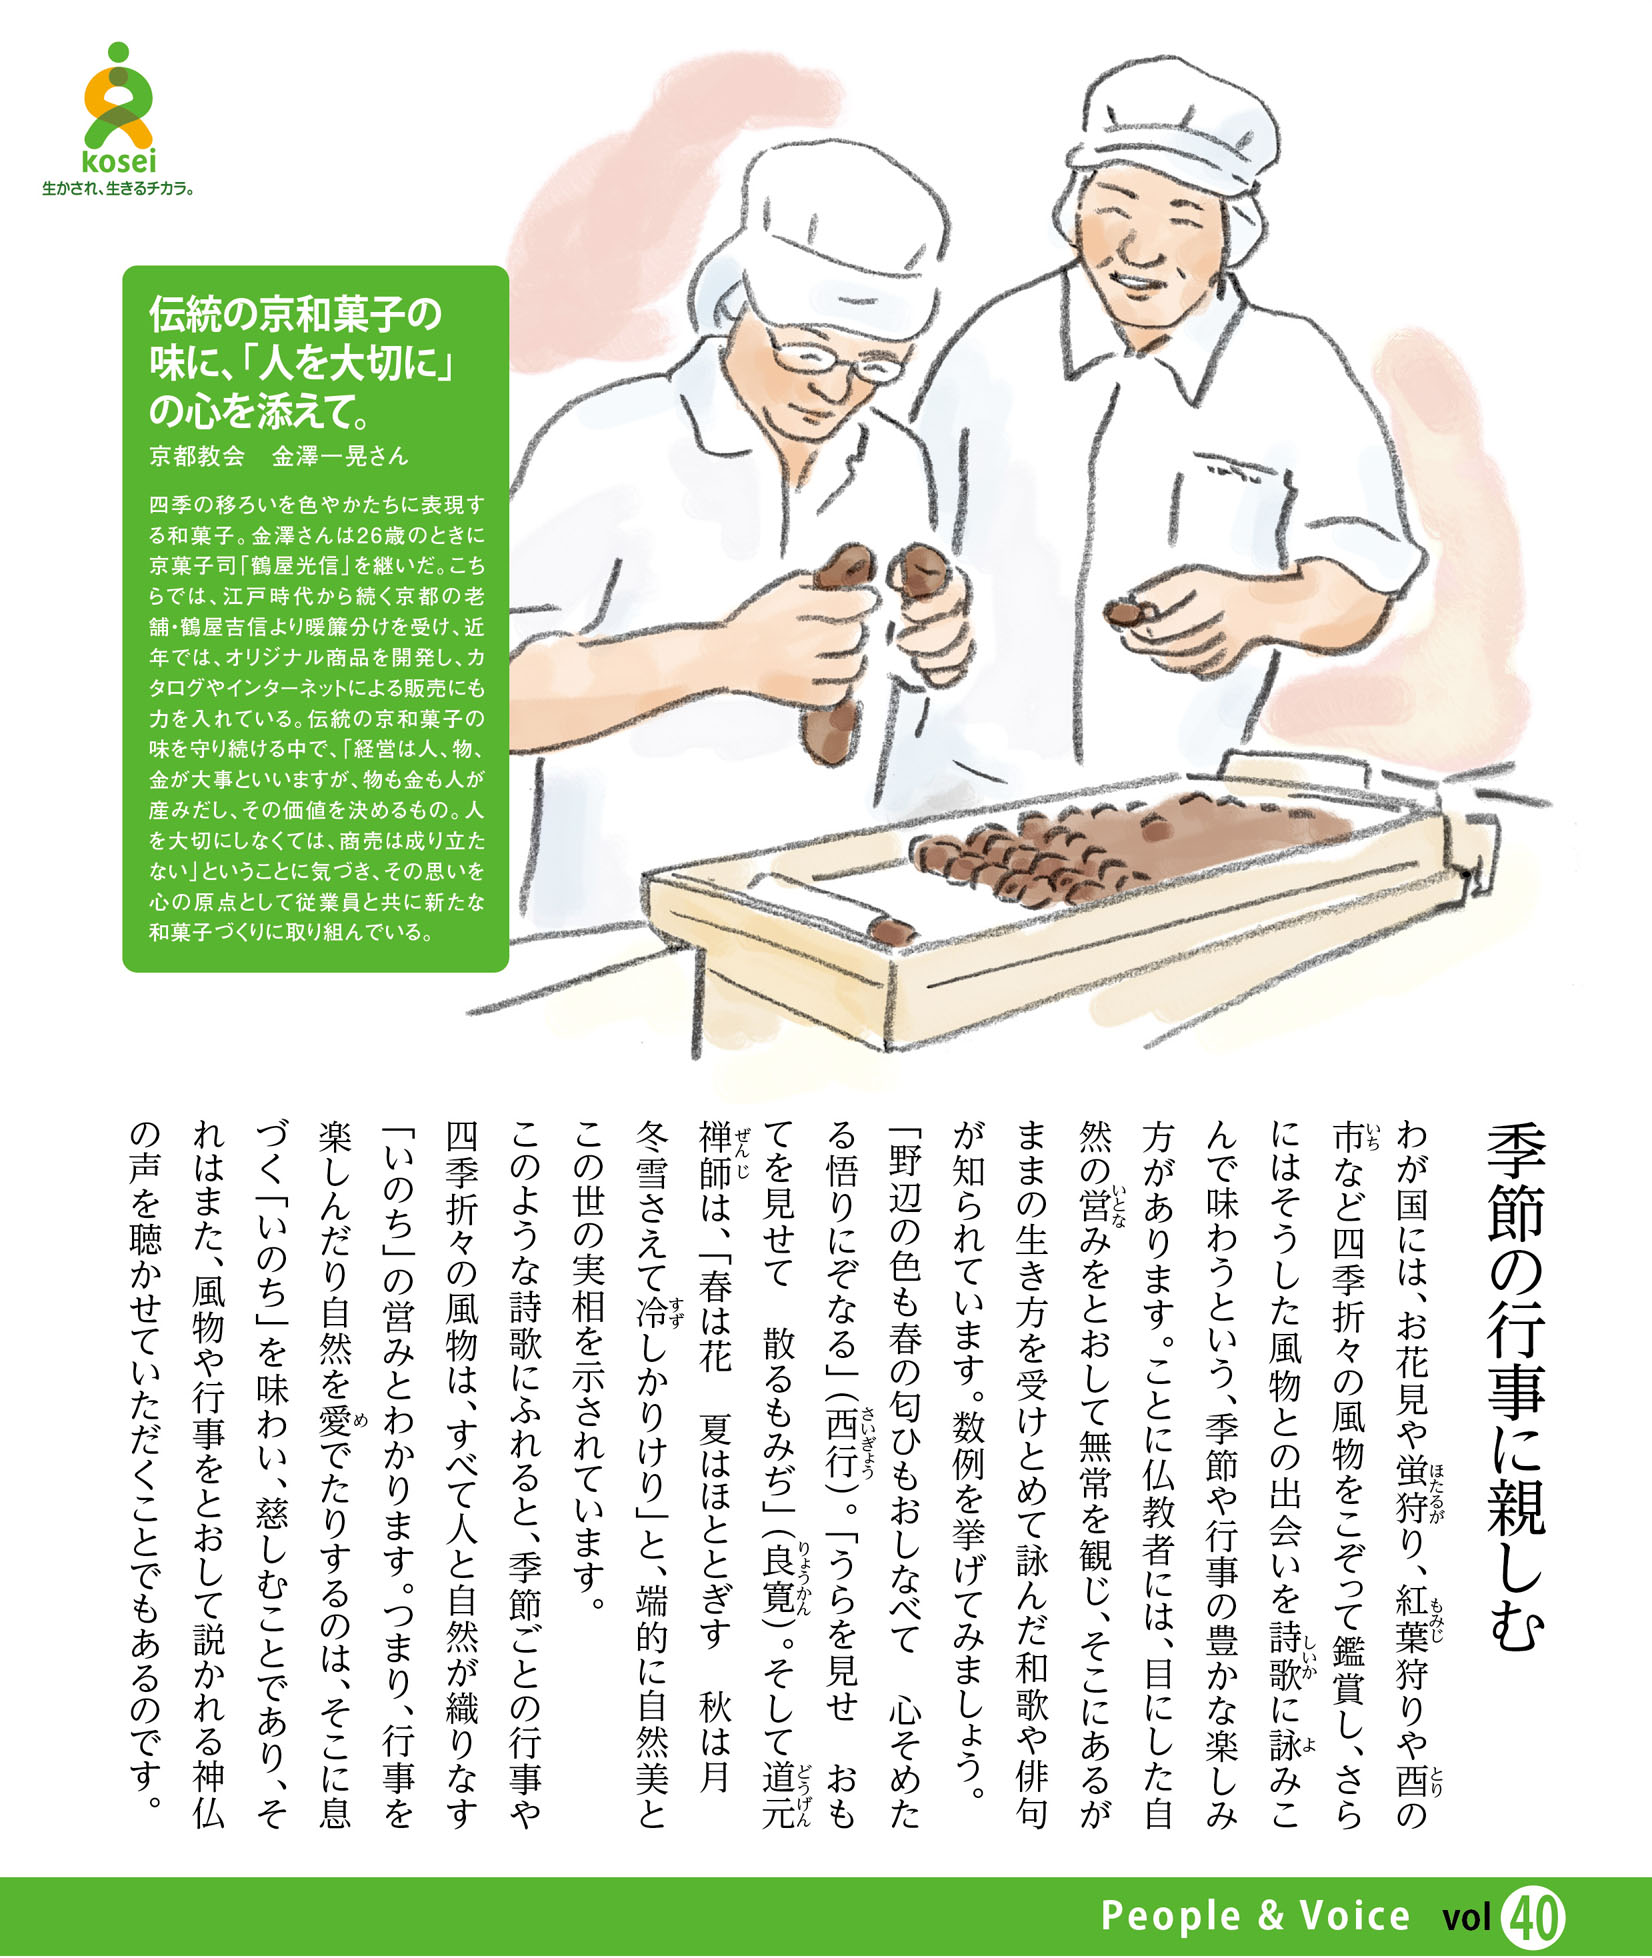 kosei
生かされ、生きるチカラ。
伝統の京和菓子の
味に、「人を大切に」
の心を添えて。
京都教会　金澤一晃さん
四季の移ろいを色やかたちに表現す
る和菓子。金澤さんは26歳のときに
京菓子司「鶴屋光信」を継いだ。こち
らでは、江戸時代から続く京都の老
舗・鶴屋吉信より暖簾分けを受け、近
年では、オリジナル商品を開発し、カ
タログやインターネットによる販売にも
力を入れている。伝統の京和菓子の
味を守り続ける中で、「経営は人、物、
金が大事といいますが、物も金も人が
産みだし、その価値を決めるもの。人
を大切にしなくては、商売は成り立た
ない」ということに気づき、その思いを
心の原点として従業員と共に新たな
和菓子づくりに取り組んでいる。
季節の行事に親しむ
わが国には、お花見や蛍狩り、紅葉狩りや酉の
市など四季折々の風物をこぞって鑑賞し、さら
にはそうした風物との出会いを詩歌に詠みこ
んで味わうという、季節や行事の豊かな楽しみ
方があります。ことに仏教者には、目にした自
然の営みをとおして無常を観じ、そこにあるが
ままの生き方を受けとめて詠んだ和歌や俳句
が知られています。数例を挙げてみましょう。
「野辺の色も春の匂ひもおしなべて　心そめた
る悟りにぞなる」（西行）。「うらを見せ　おも
てを見せて　散るもみぢ」（良寛）。そして道元
禅師は、「春は花　夏はほととぎす　秋は月
冬雪さえて冷しかりけり」と、端的に自然美と
この世の実相を示されています。
このような詩歌にふれると、季節ごとの行事や
四季折々の風物は、すべて人と自然が織りなす
「いのち」の営みとわかります。つまり、行事を
楽しんだり自然を愛でたりするのは、そこに息
づく「いのち」を味わい、慈しむことであり、そ
れはまた、風物や行事をとおして説かれる神仏
の声を聴かせていただくことでもあるのです。
People & Voice vol 40